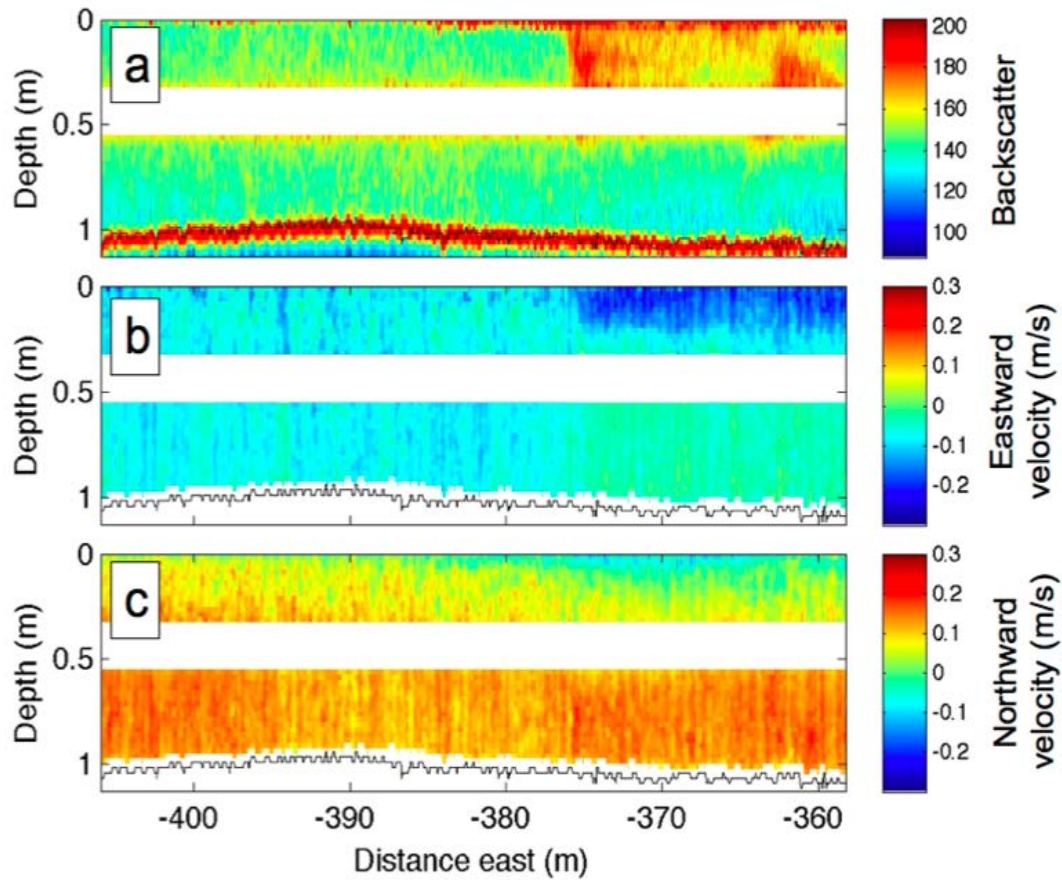 a
0
0.5
1
Depth (m)
200
180
160
140
120
100
Backscatter
b
0
0.5
1
Depth (m)
0.3
0.2
0.1
0
-0.1
-0.2
Eastward
velocity (m/s)
c
0
0.5
1
Depth (m)
0.3
0.2
0.1
0
-0.1
-0.2
Northward
velocity (m/s)
-400
-390
-380
-370
-360
Distance east (m)